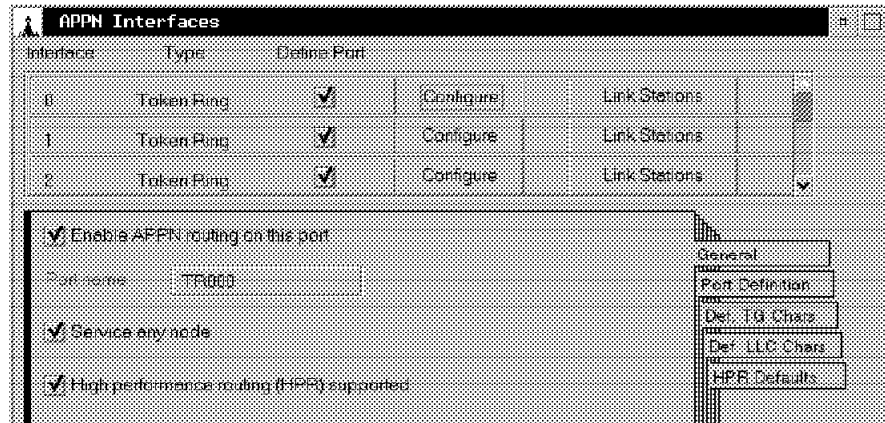 APPN Interfaces
Interface Type Define Port
0 Token Ring Configure Link Stations
1 Token Ring Configure Link Stations
2 Token Ring Configure Link Stations
Enable APPN routing on this port
Port name TR000
Service any node
High performance routing (HPR) supported
General
Port Definition
Def. TG Chars
Def. LLC Chars
HPR Defaults